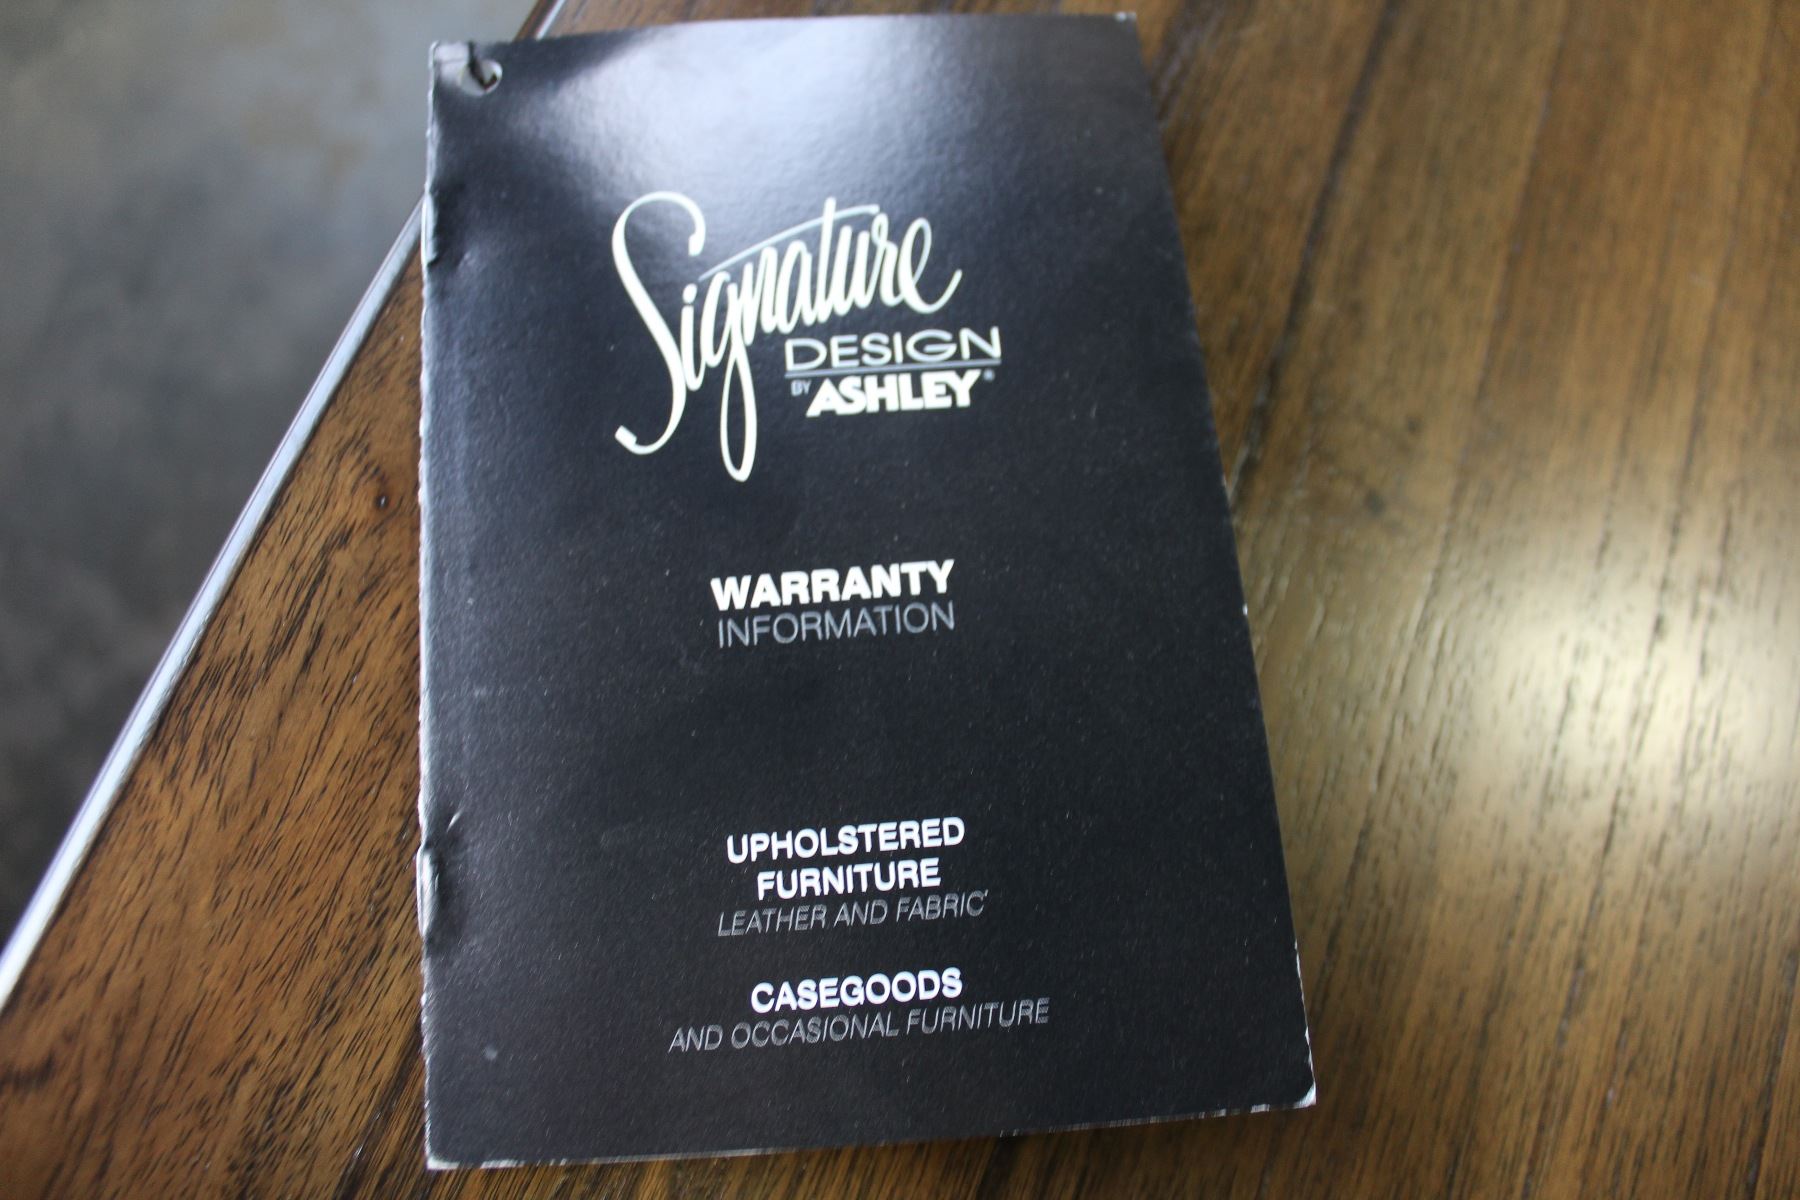 Signature
DESIGN
BY ASHLEY®
WARRANTY
INFORMATION
UPHOLSTERED
FURNITURE
LEATHER AND FABRIC
CASEGOODS
AND OCCASIONAL FURNITURE